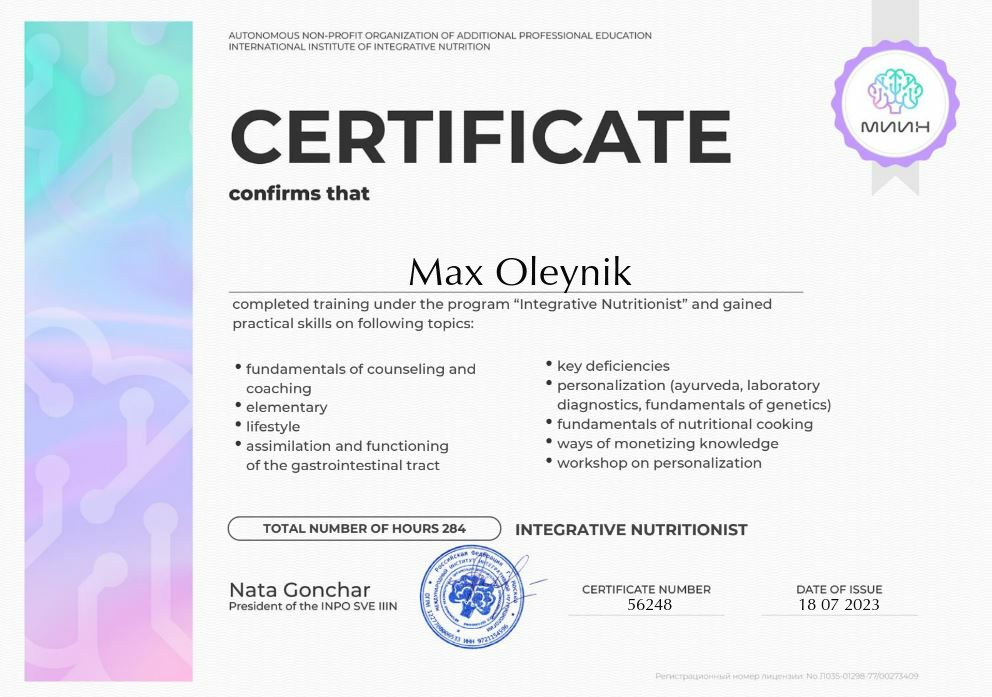 AUTONOMOUS NON-PROFIT ORGANIZATION OF ADDITIONAL PROFESSIONAL EDUCATION
INTERNATIONAL INSTITUTE OF INTEGRATIVE NUTRITION
МИИН
CERTIFICATE
confirms that
Max Oleynik
completed training under the program “Integrative Nutritionist” and gained
practical skills on following topics:
• fundamentals of counseling and
coaching
• elementary
• lifestyle
• assimilation and functioning
of the gastrointestinal tract
• key deficiencies
• personalization (ayurveda, laboratory
diagnostics, fundamentals of genetics)
• fundamentals of nutritional cooking
• ways of monetizing knowledge
• workshop on personalization
TOTAL NUMBER OF HOURS 284
INTEGRATIVE NUTRITIONIST
Nata Gonchar
President of the INPO SVE IIIN
Российская Федерация
CERTIFICATE NUMBER
56248
DATE OF ISSUE
18 07 2023
Регистрационный номер лицензии: No Л035-01298-77/00273409